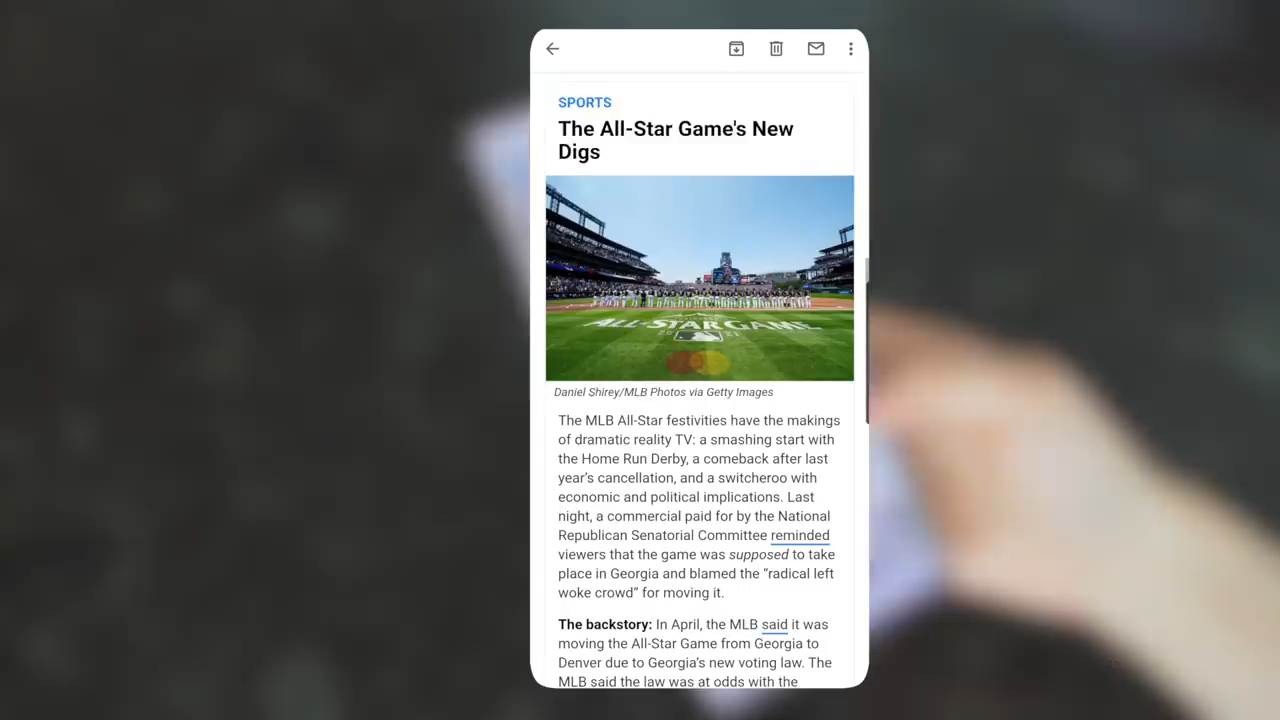 SPORTS
The All-Star Game's New
Digs
ALL-STAR GAME
Daniel Shirey/MLB Photos via Getty Images
The MLB All-Star festivities have the makings
of dramatic reality TV: a smashing start with
the Home Run Derby, a comeback after last
year's cancellation, and a switcheroo with
economic and political implications. Last
night, a commercial paid for by the National
Republican Senatorial Committee reminded
viewers that the game was supposed to take
place in Georgia and blamed the “radical left
woke crowd” for moving it.
The backstory: In April, the MLB said it was
moving the All-Star Game from Georgia to
Denver due to Georgia's new voting law. The
MLB said the law was at odds with the